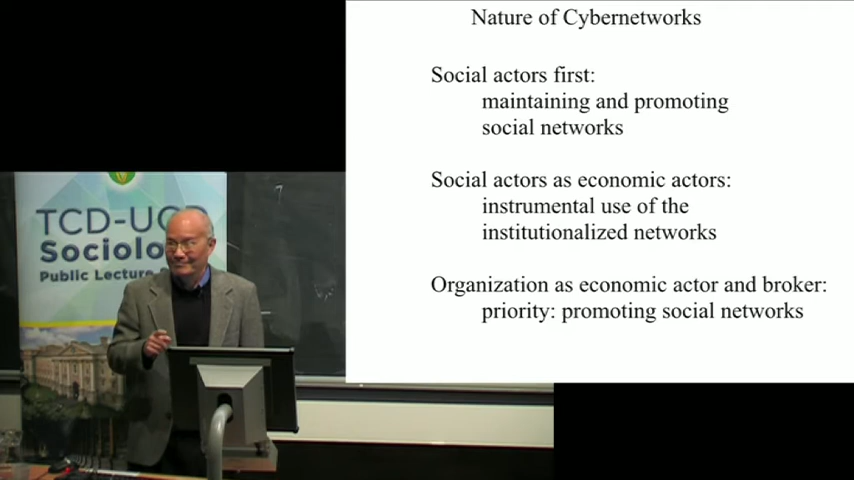 Nature of Cybernetworks
Social actors first:
maintaining and promoting
social networks
Social actors as economic actors:
instrumental use of the
institutionalized networks
Organization as economic actor and broker:
priority: promoting social networks
TCD-UCD
Sociolo
Public Lecture